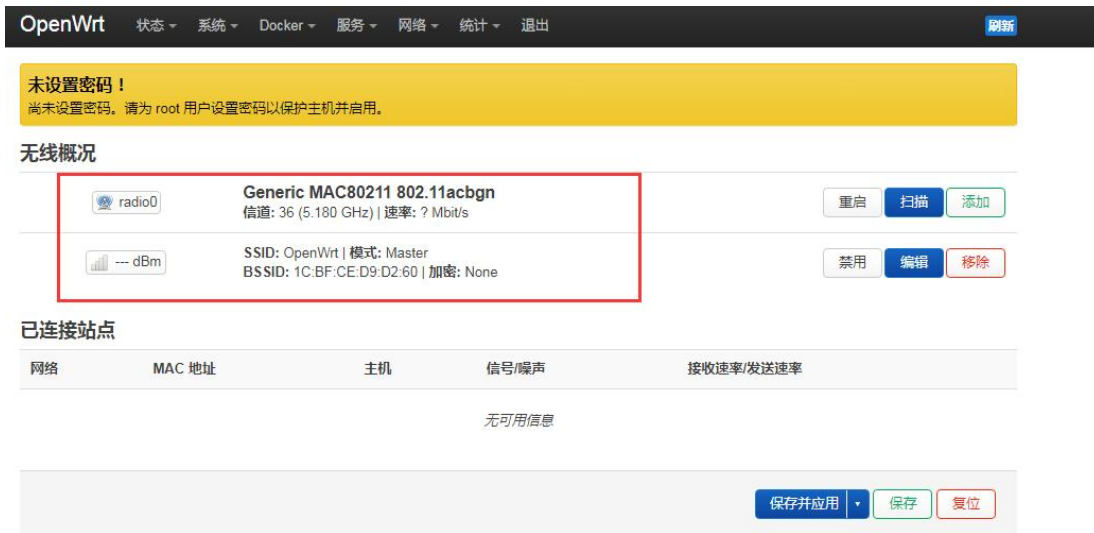 OpenWrt 状态 系统 Docker 服务 网络 统计 退出 刷新
未设置密码！
尚未设置密码。请为 root 用户设置密码以保护主机并启用。
无线概况
radio0 Generic MAC80211 802.11acbgn 重启 扫描 添加
信道: 36 (5.180 GHz) | 速率: ? Mbit/s
--- dBm SSID: OpenWrt | 模式: Master 禁用 编辑 移除
BSSID: 1C:BF:CE:D9:D2:60 | 加密: None
已连接站点
网络 MAC 地址 主机 信号/噪声 接收速率/发送速率
无可用信息
保存并应用 保存 复位